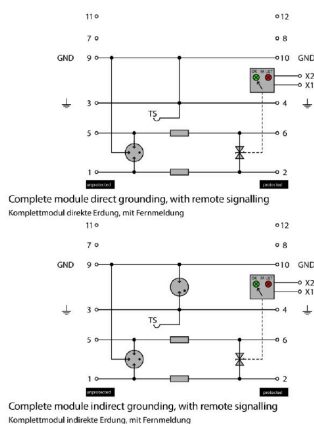 11 12
7 8
GND 9 10 GND
X2
X1
3 4
TS
5 6
1 2
unprotected protected
Complete module direct grounding, with remote signalling
Komplettmodul direkte Erdung, mit Fernmeldung
11 12
7 8
GND 9 10 GND
X2
X1
3 4
TS
5 6
1 2
unprotected protected
Complete module indirect grounding, with remote signalling
Komplettmodul indirekte Erdung, mit Fernmeldung